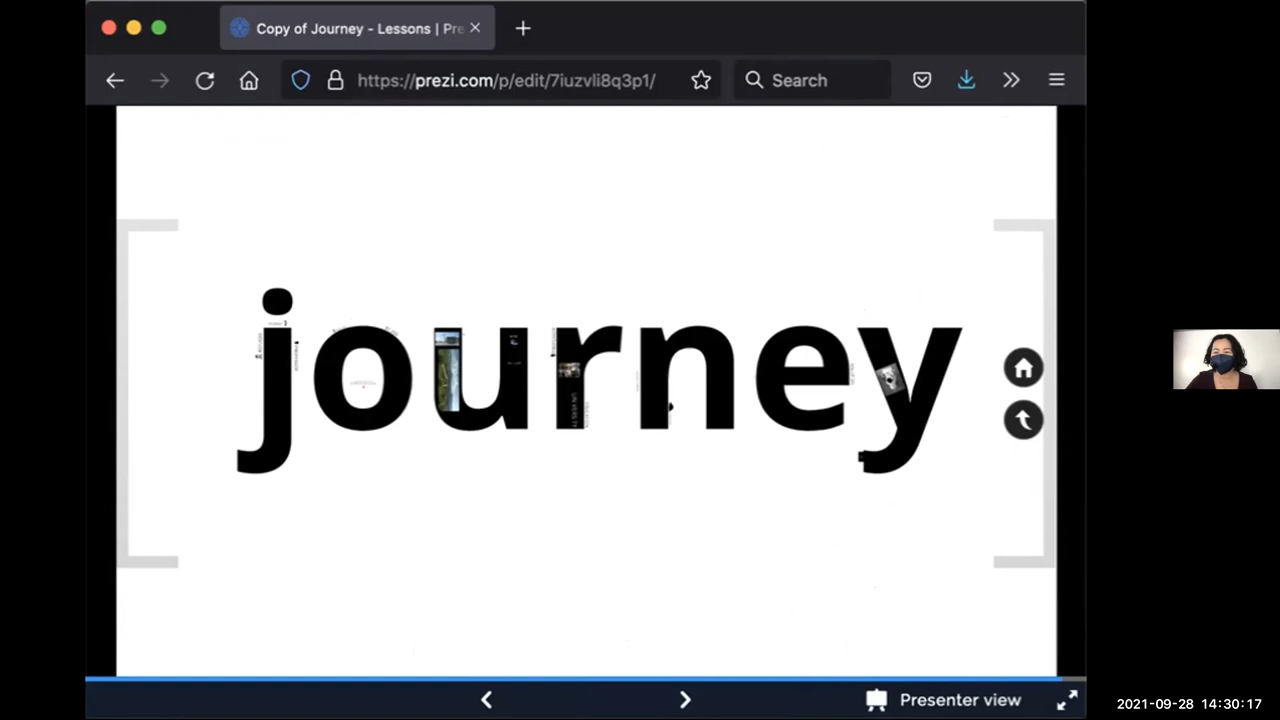 Copy of Journey - Lessons | Pre
https://prezi.com/p/edit/7iuzvli8q3p1/
Search
journey
Presenter view
2021-09-28 14:30:17